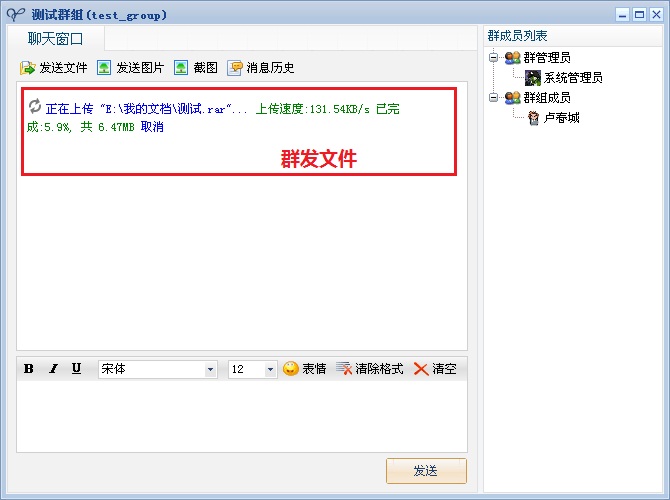 测试群组(test_group)
聊天窗口
发送文件 发送图片 截图 消息历史
正在上传 "E:\我的文档\测试.rar"... 上传速度:131.54KB/s 已完
成:5.9%, 共 6.47MB 取消
群发文件
B I U 宋体 12 表情 清除格式 清空
发送
群成员列表
群管理员
系统管理员
群组成员
卢春城